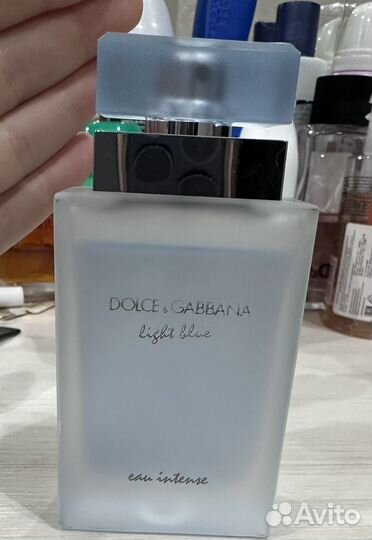 DOLCE & GABBANA
light blue
eau intense
Avito